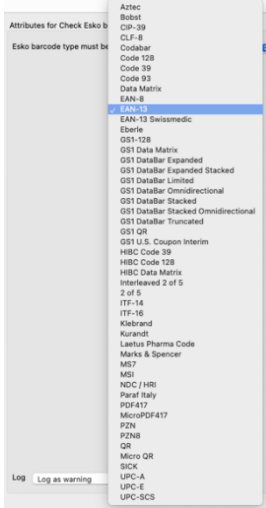 Aztec
Bobst
CIP-39
CLF-8
Attributes for Check Esko b
Codabar
Esko barcode type must be
Code 128
Code 39
Code 93
Data Matrix
EAN-8
✓ EAN-13
EAN-13 Swissmedic
Eberle
GS1-128
GS1 Data Matrix
GS1 DataBar Expanded
GS1 DataBar Expanded Stacked
GS1 DataBar Limited
GS1 DataBar Omnidirectional
GS1 DataBar Stacked
GS1 DataBar Stacked Omnidirectional
GS1 DataBar Truncated
GS1 QR
GS1 U.S. Coupon Interim
HIBC Code 39
HIBC Code 128
HIBC Data Matrix
Interleaved 2 of 5
2 of 5
ITF-14
ITF-16
Klebrand
Kurandt
Laetus Pharma Code
Marks & Spencer
MS7
MSI
NDC / HRI
Paraf Italy
PDF417
MicroPDF417
PZN
PZN8
QR
Micro QR
SICK
Log Log as warning
UPC-A
UPC-E
UPC-SCS